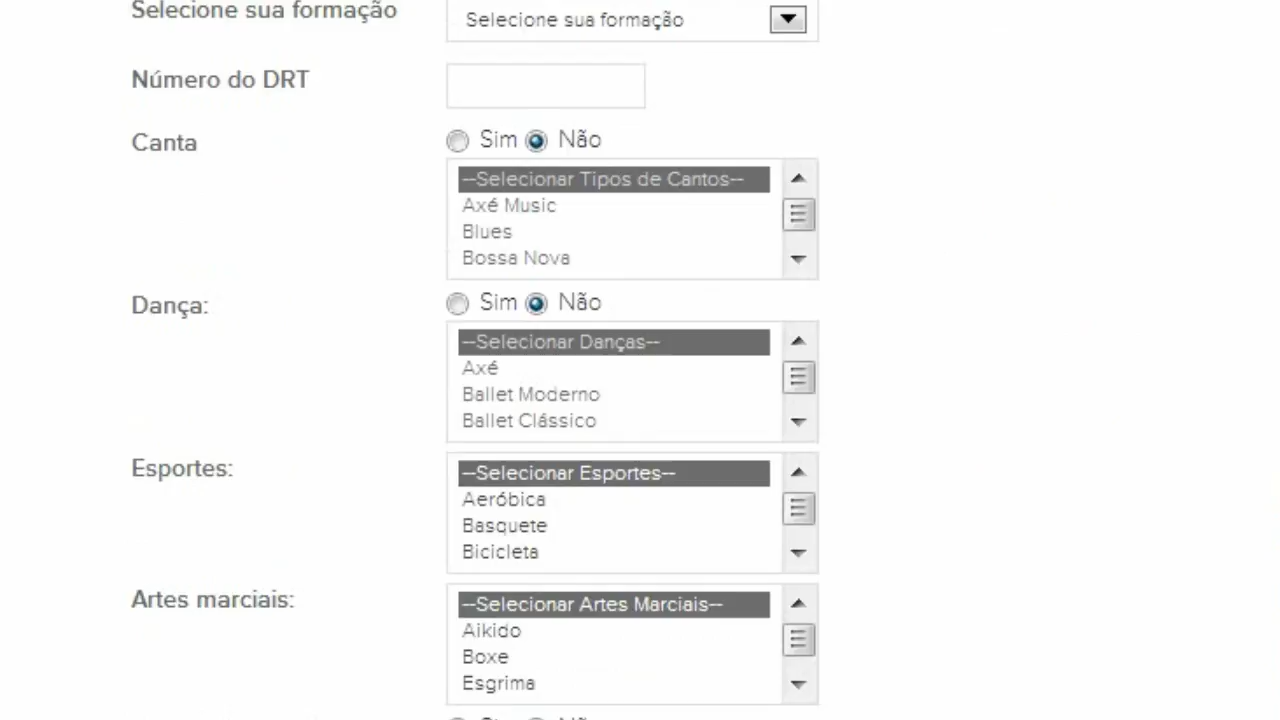 Selecione sua formação
Selecione sua formação
Número do DRT
Canta
Sim Não
--Selecionar Tipos de Cantos--
Axé Music
Blues
Bossa Nova
Dança:
Sim Não
--Selecionar Danças--
Axé
Ballet Moderno
Ballet Clássico
Esportes:
--Selecionar Esportes--
Aeróbica
Basquete
Bicicleta
Artes marciais:
--Selecionar Artes Marciais--
Aikido
Boxe
Esgrima